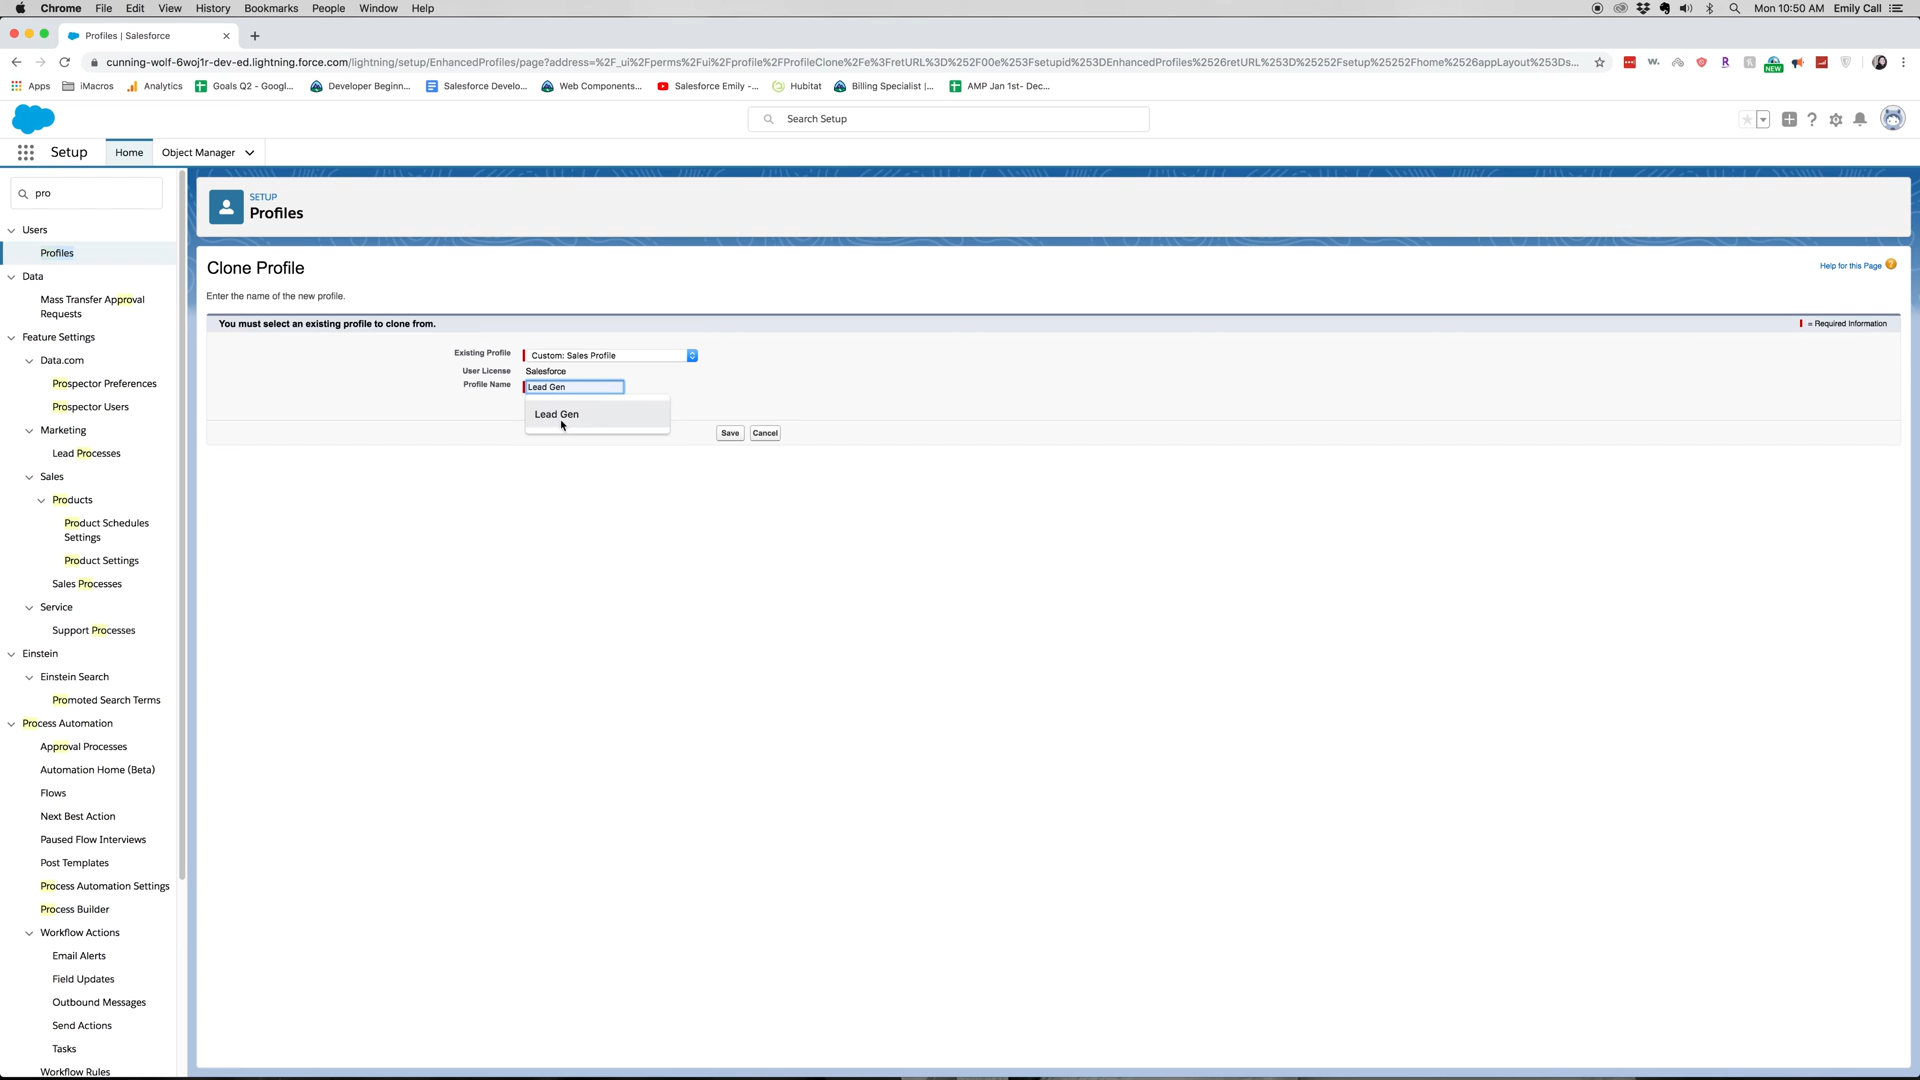 Chrome File Edit View History Bookmarks People Window Help Mon 10:50 AM Emily Call
Profiles | Salesforce
cunning-wolf-6woj1r-dev-ed.lightning.force.com/lightning/setup/EnhancedProfiles/page?address=%2F_ui%2Fperms%2Fui%2Fprofile%2FProfileClone%2Fe%3FretURL%3D%252F00e%253Fsetupid%253DEnhancedProfiles%2526retURL%253D%25252Fsetup%25252Fhome%2526appLayout%253Ds...
Apps iMacros Analytics Goals Q2 - Googl... Developer Beginn... Salesforce Develo... Web Components... Salesforce Emily -... Hubitat Billing Specialist |... AMP Jan 1st- Dec...
NEW
Search Setup
Setup Home Object Manager
pro
Users
Profiles
Data
Mass Transfer Approval
Requests
Feature Settings
Data.com
Prospector Preferences
Prospector Users
Marketing
Lead Processes
Sales
Products
Product Schedules
Settings
Product Settings
Sales Processes
Service
Support Processes
Einstein
Einstein Search
Promoted Search Terms
Process Automation
Approval Processes
Automation Home (Beta)
Flows
Next Best Action
Paused Flow Interviews
Post Templates
Process Automation Settings
Process Builder
Workflow Actions
Email Alerts
Field Updates
Outbound Messages
Send Actions
Tasks
Workflow Rules
SETUP
Profiles
Clone Profile
Help for this Page
Enter the name of the new profile.
You must select an existing profile to clone from.
= Required Information
Existing Profile Custom: Sales Profile
User License Salesforce
Profile Name Lead Gen
Lead Gen
Save Cancel